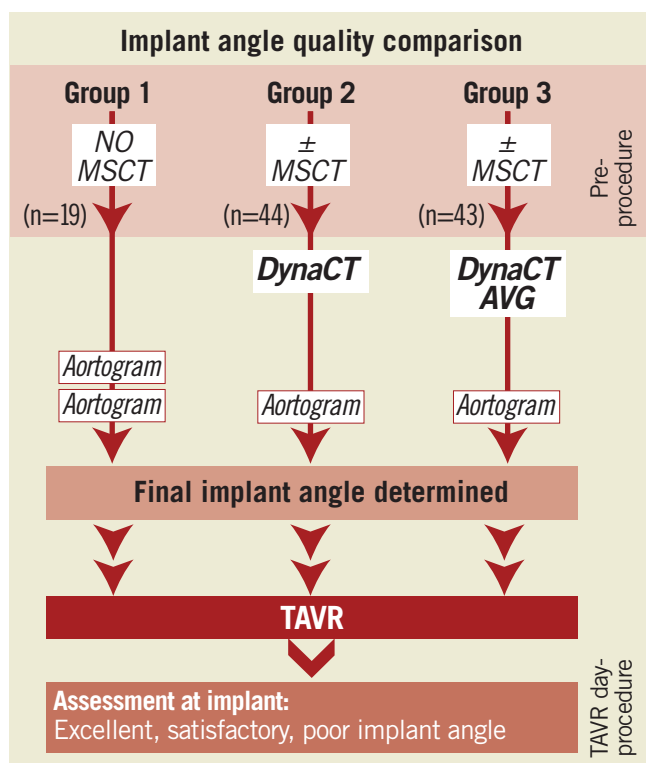 Implant angle quality comparison
Group 1
Group 2
Group 3
NO
MSCT
±
MSCT
±
MSCT
Pre-
procedure
(n=19)
(n=44)
(n=43)
DynaCT
DynaCT
AVG
Aortogram
Aortogram
Aortogram
Aortogram
Final implant angle determined
TAVR
Assessment at implant:
Excellent, satisfactory, poor implant angle
TAVR day-
procedure